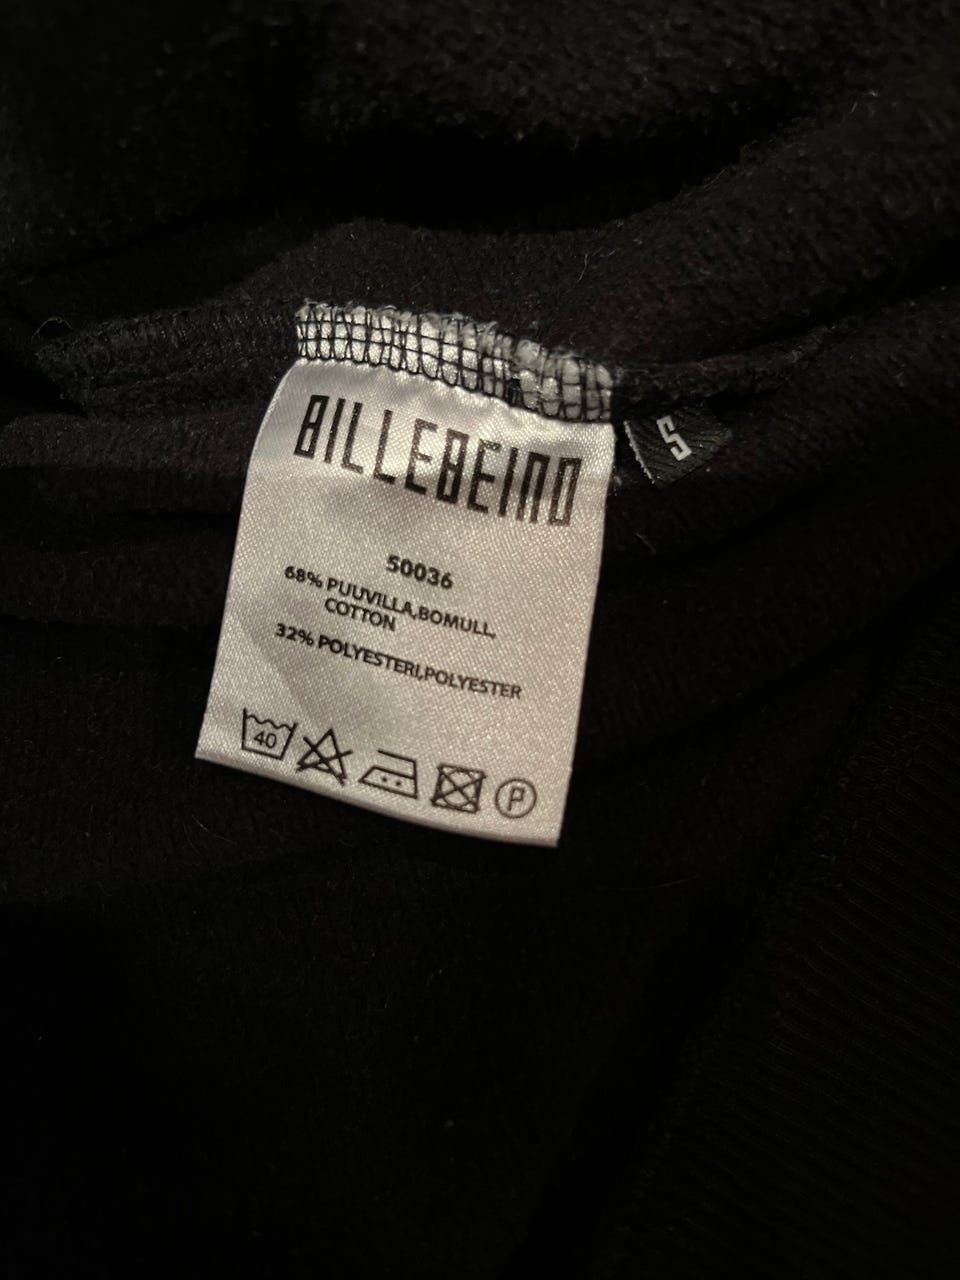 BILLEBEINO
S
50036
68% PUUVILLA,BOMULL,
COTTON
32% POLYESTERI,POLYESTER
40
P